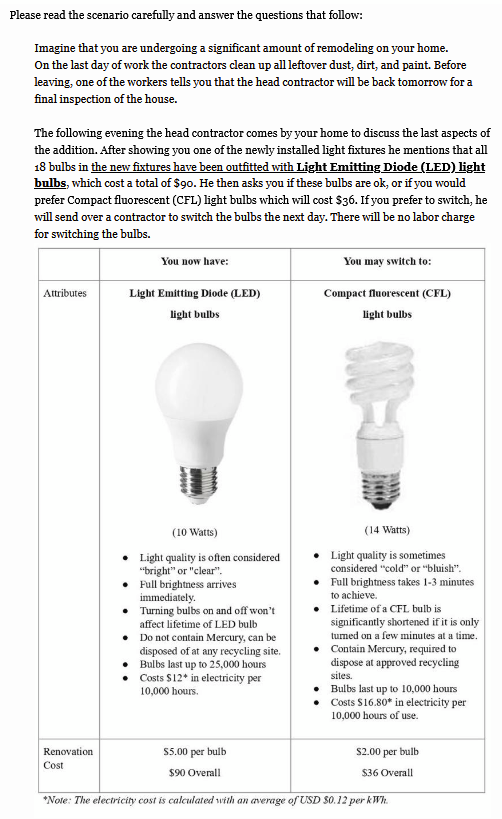 Please read the scenario carefully and answer the questions that follow:
Imagine that you are undergoing a significant amount of remodeling on your home.
On the last day of work the contractors clean up all leftover dust, dirt, and paint. Before
leaving, one of the workers tells you that the head contractor will be back tomorrow for a
final inspection of the house.
The following evening the head contractor comes by your home to discuss the last aspects of
the addition. After showing you one of the newly installed light fixtures he mentions that all
18 bulbs in the new fixtures have been outfitted with Light Emitting Diode (LED) light
bulbs, which cost a total of $90. He then asks you if these bulbs are ok, or if you would
prefer Compact fluorescent (CFL) light bulbs which will cost $36. If you prefer to switch, he
will send over a contractor to switch the bulbs the next day. There will be no labor charge
for switching the bulbs.
You now have:
You may switch to:
Attributes
Light Emitting Diode (LED)
light bulbs
(10 Watts)
• Light quality is often considered
"bright" or "clear".
• Full brightness arrives
immediately.
• Turning bulbs on and off won't
affect lifetime of LED bulb
• Do not contain Mercury, can be
disposed of at any recycling site.
• Bulbs last up to 25,000 hours
• Costs $12* in electricity per
10,000 hours.
Compact fluorescent (CFL)
light bulbs
(14 Watts)
• Light quality is sometimes
considered "cold" or "bluish".
• Full brightness takes 1-3 minutes
to achieve.
• Lifetime of a CFL bulb is
significantly shortened if it is only
turned on a few minutes at a time.
• Contain Mercury, required to
dispose at approved recycling
sites.
• Bulbs last up to 10,000 hours
• Costs $16.80* in electricity per
10,000 hours of use.
Renovation
Cost
$5.00 per bulb
$90 Overall
$2.00 per bulb
$36 Overall
*Note: The electricity cost is calculated with an average of USD $0.12 per kWh.